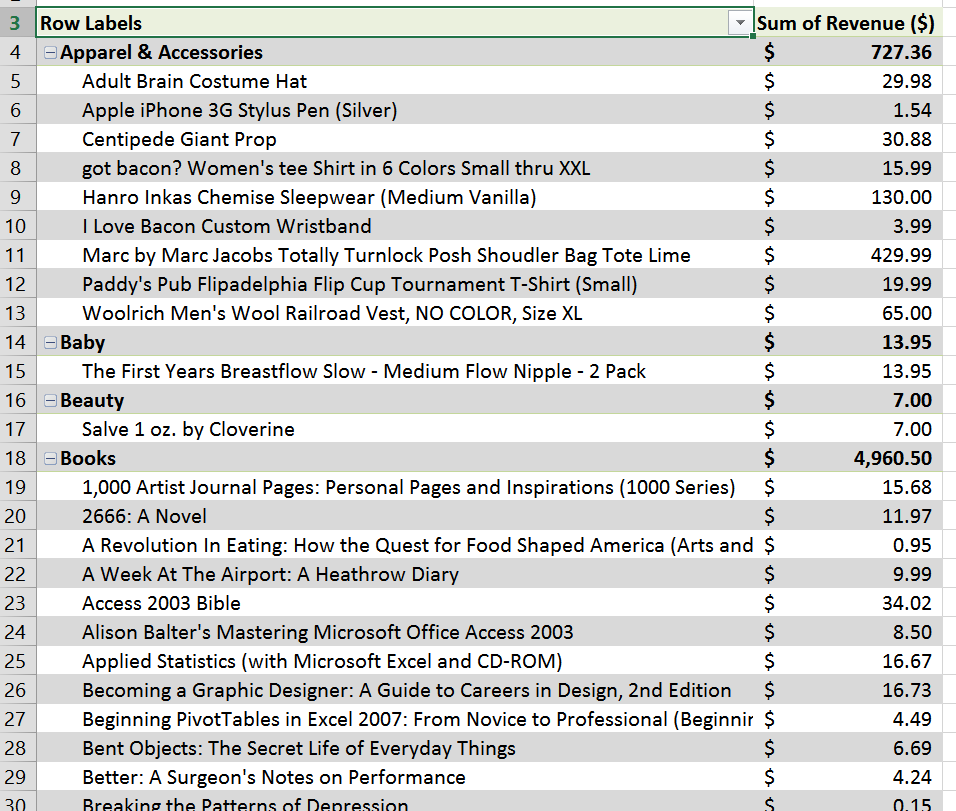 3 Row Labels Sum of Revenue ($)
4 Apparel & Accessories $ 727.36
5 Adult Brain Costume Hat $ 29.98
6 Apple iPhone 3G Stylus Pen (Silver) $ 1.54
7 Centipede Giant Prop $ 30.88
8 got bacon? Women's tee Shirt in 6 Colors Small thru XXL $ 15.99
9 Hanro Inkas Chemise Sleepwear (Medium Vanilla) $ 130.00
10 I Love Bacon Custom Wristband $ 3.99
11 Marc by Marc Jacobs Totally Turnlock Posh Shoudler Bag Tote Lime $ 429.99
12 Paddy's Pub Flipadelphia Flip Cup Tournament T-Shirt (Small) $ 19.99
13 Woolrich Men's Wool Railroad Vest, NO COLOR, Size XL $ 65.00
14 Baby $ 13.95
15 The First Years Breastflow Slow - Medium Flow Nipple - 2 Pack $ 13.95
16 Beauty $ 7.00
17 Salve 1 oz. by Cloverine $ 7.00
18 Books $ 4,960.50
19 1,000 Artist Journal Pages: Personal Pages and Inspirations (1000 Series) $ 15.68
20 2666: A Novel $ 11.97
21 A Revolution In Eating: How the Quest for Food Shaped America (Arts and $ 0.95
22 A Week At The Airport: A Heathrow Diary $ 9.99
23 Access 2003 Bible $ 34.02
24 Alison Balter's Mastering Microsoft Office Access 2003 $ 8.50
25 Applied Statistics (with Microsoft Excel and CD-ROM) $ 16.67
26 Becoming a Graphic Designer: A Guide to Careers in Design, 2nd Edition $ 16.73
27 Beginning PivotTables in Excel 2007: From Novice to Professional (Beginnin $ 4.49
28 Bent Objects: The Secret Life of Everyday Things $ 6.69
29 Better: A Surgeon's Notes on Performance $ 4.24
30 Breaking the Patterns of Depression $ 0.15